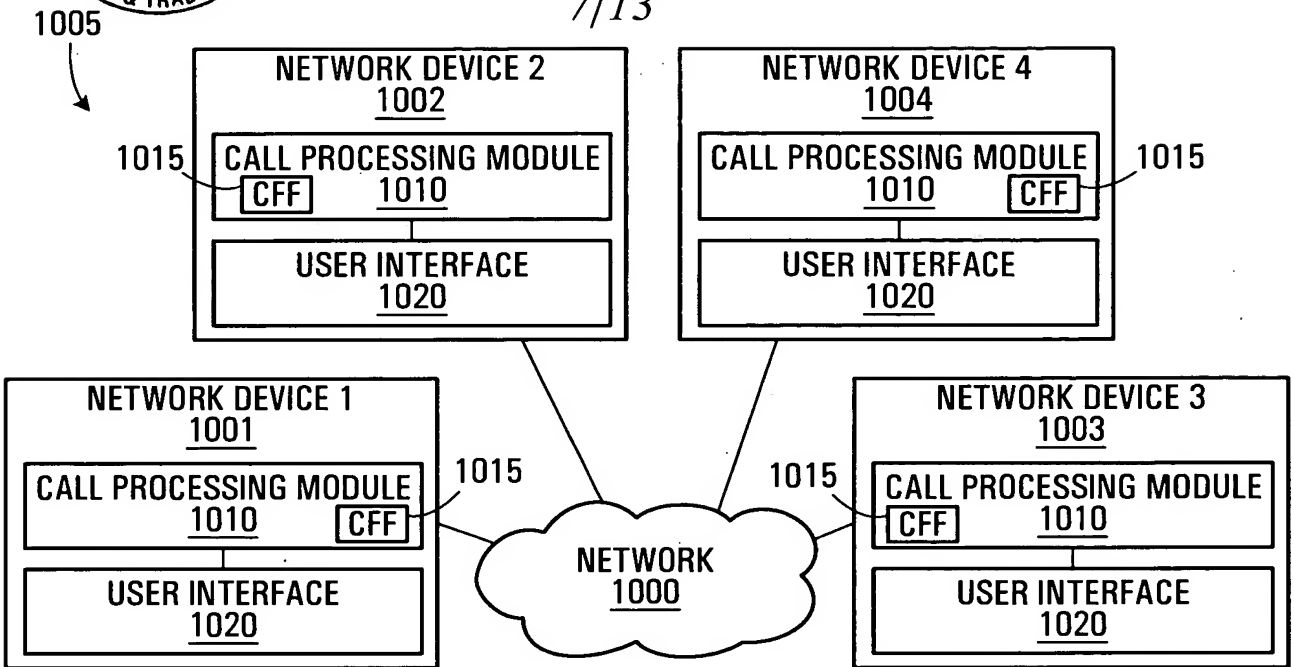 & TRAD
7/13
1005
NETWORK DEVICE 2
1002
1015
CALL PROCESSING MODULE
CFF
1010
USER INTERFACE
1020
NETWORK DEVICE 4
1004
CALL PROCESSING MODULE
1015
1010
CFF
USER INTERFACE
1020
NETWORK DEVICE 1
1001
CALL PROCESSING MODULE
1015
1010
CFF
USER INTERFACE
1020
NETWORK
1000
NETWORK DEVICE 3
1003
1015
CALL PROCESSING MODULE
CFF
1010
USER INTERFACE
1020